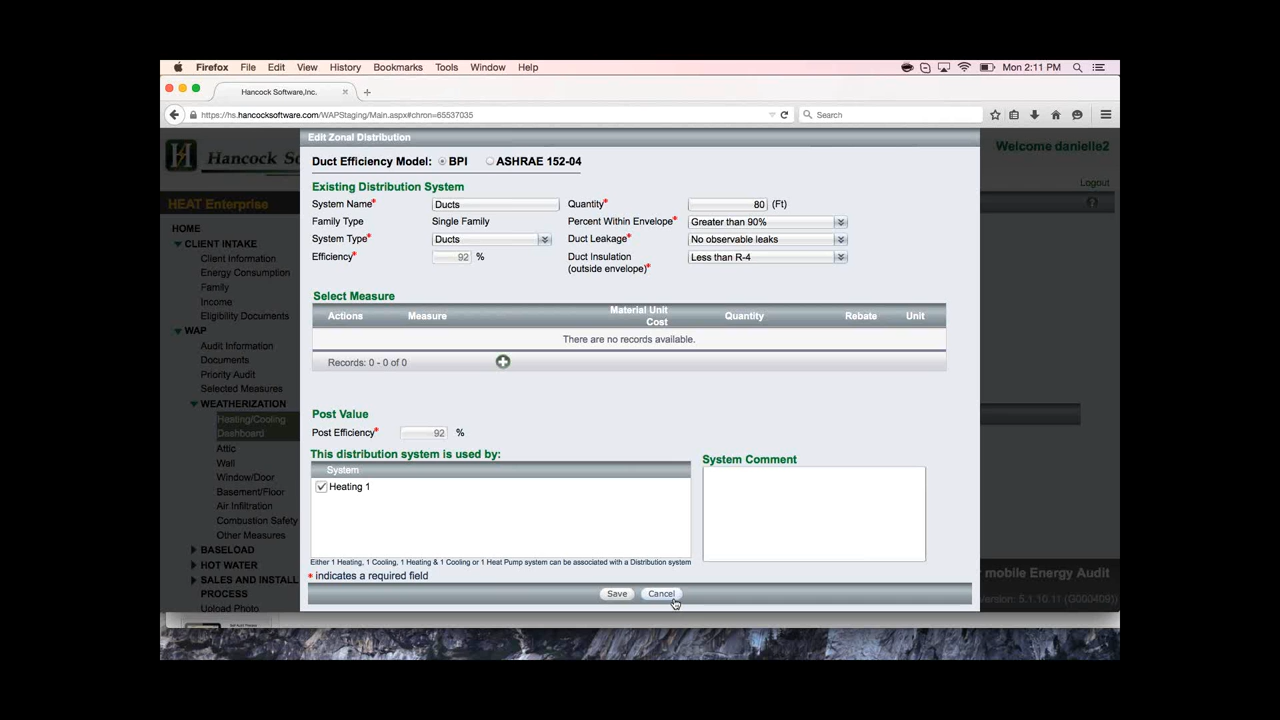 Firefox File Edit View History Bookmarks Tools Window Help Mon 2:11 PM
Hancock Software,Inc. × +
https://hs.hancocksoftware.com/WAPStaging/Main.aspx#chron=65537035 Search
Edit Zonal Distribution
H Hancock So
Welcome danielle2
Logout
HEAT Enterprise
HOME
CLIENT INTAKE
Client Information
Energy Consumption
Family
Income
Eligibility Documents
WAP
Audit Information
Documents
Priority Audit
Selected Measures
WEATHERIZATION
Heating/Cooling
Dashboard
Attic
Wall
Window/Door
Basement/Floor
Air Infiltration
Combustion Safety
Other Measures
BASELOAD
HOT WATER
SALES AND INSTALL
PROCESS
Upload Photo
Duct Efficiency Model: BPI ASHRAE 152-04
Existing Distribution System
System Name* Ducts Quantity* 80 (Ft)
Family Type Single Family Percent Within Envelope* Greater than 90%
System Type* Ducts Duct Leakage* No observable leaks
Efficiency* 92 % Duct Insulation Less than R-4
(outside envelope)*
Select Measure
Actions Measure Material Unit Cost Quantity Rebate Unit
There are no records available.
Records: 0 - 0 of 0
Post Value
Post Efficiency* 92 %
This distribution system is used by:
System
Heating 1
Either 1 Heating, 1 Cooling, 1 Heating & 1 Cooling or 1 Heat Pump system can be associated with a Distribution system
* indicates a required field
System Comment
Save Cancel
mobile Energy Audit
ersion: 5.1.10.11 (G000409))